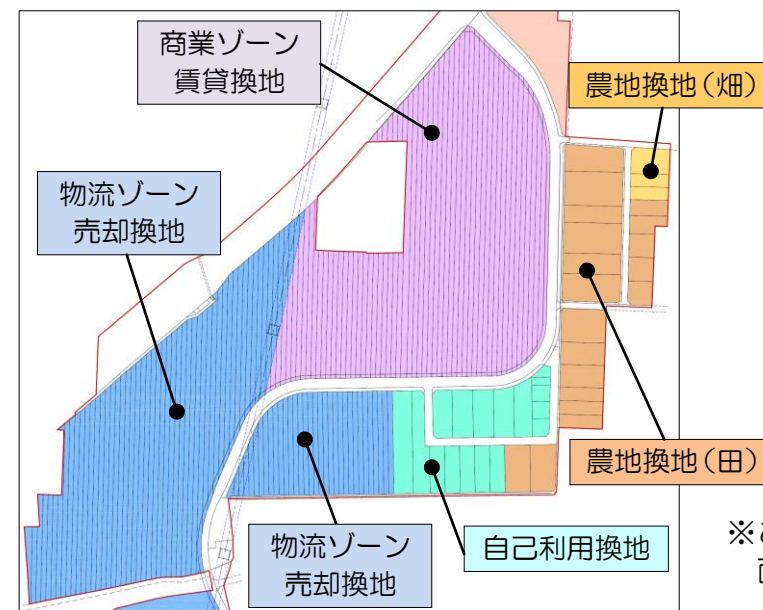 商業ゾーン
賃貸換地
農地換地（畑）
物流ゾーン
売却換地
農地換地（田）
物流ゾーン
売却換地
自己利用換地
※